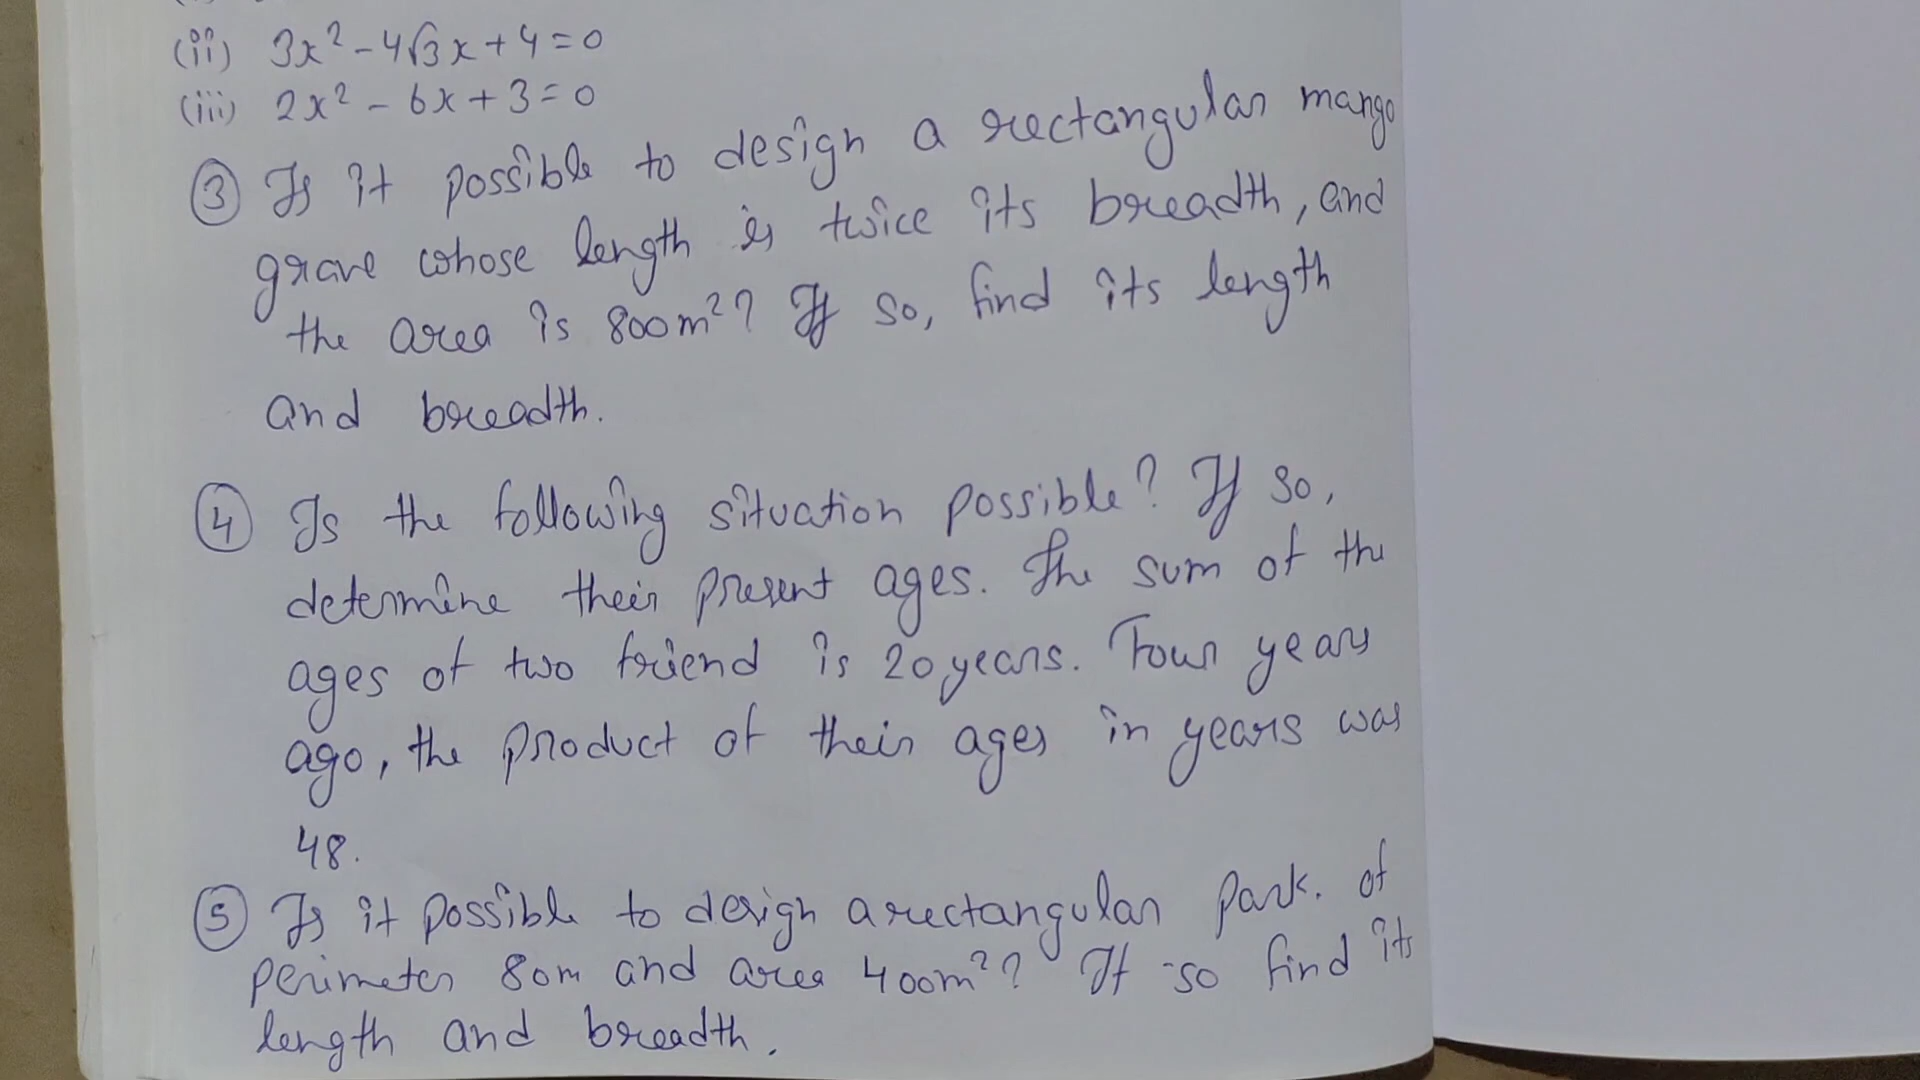 (ii) 3x² - 4√3x + 4 = 0
(iii) 2x² - 6x + 3 = 0
③ Is it possible to design a rectangular mango
grave whose length is twice its breadth, and
the area is 800m²? If so, find its length
and breadth.
④ Is the following situation possible? If so,
determine their present ages. The sum of the
ages of two friend is 20 years. Four years
ago, the product of their ages in years was
48.
⑤ Is it possible to design a rectangular park. of
perimeter 80m and area 400m²? If so find its
length and breadth.